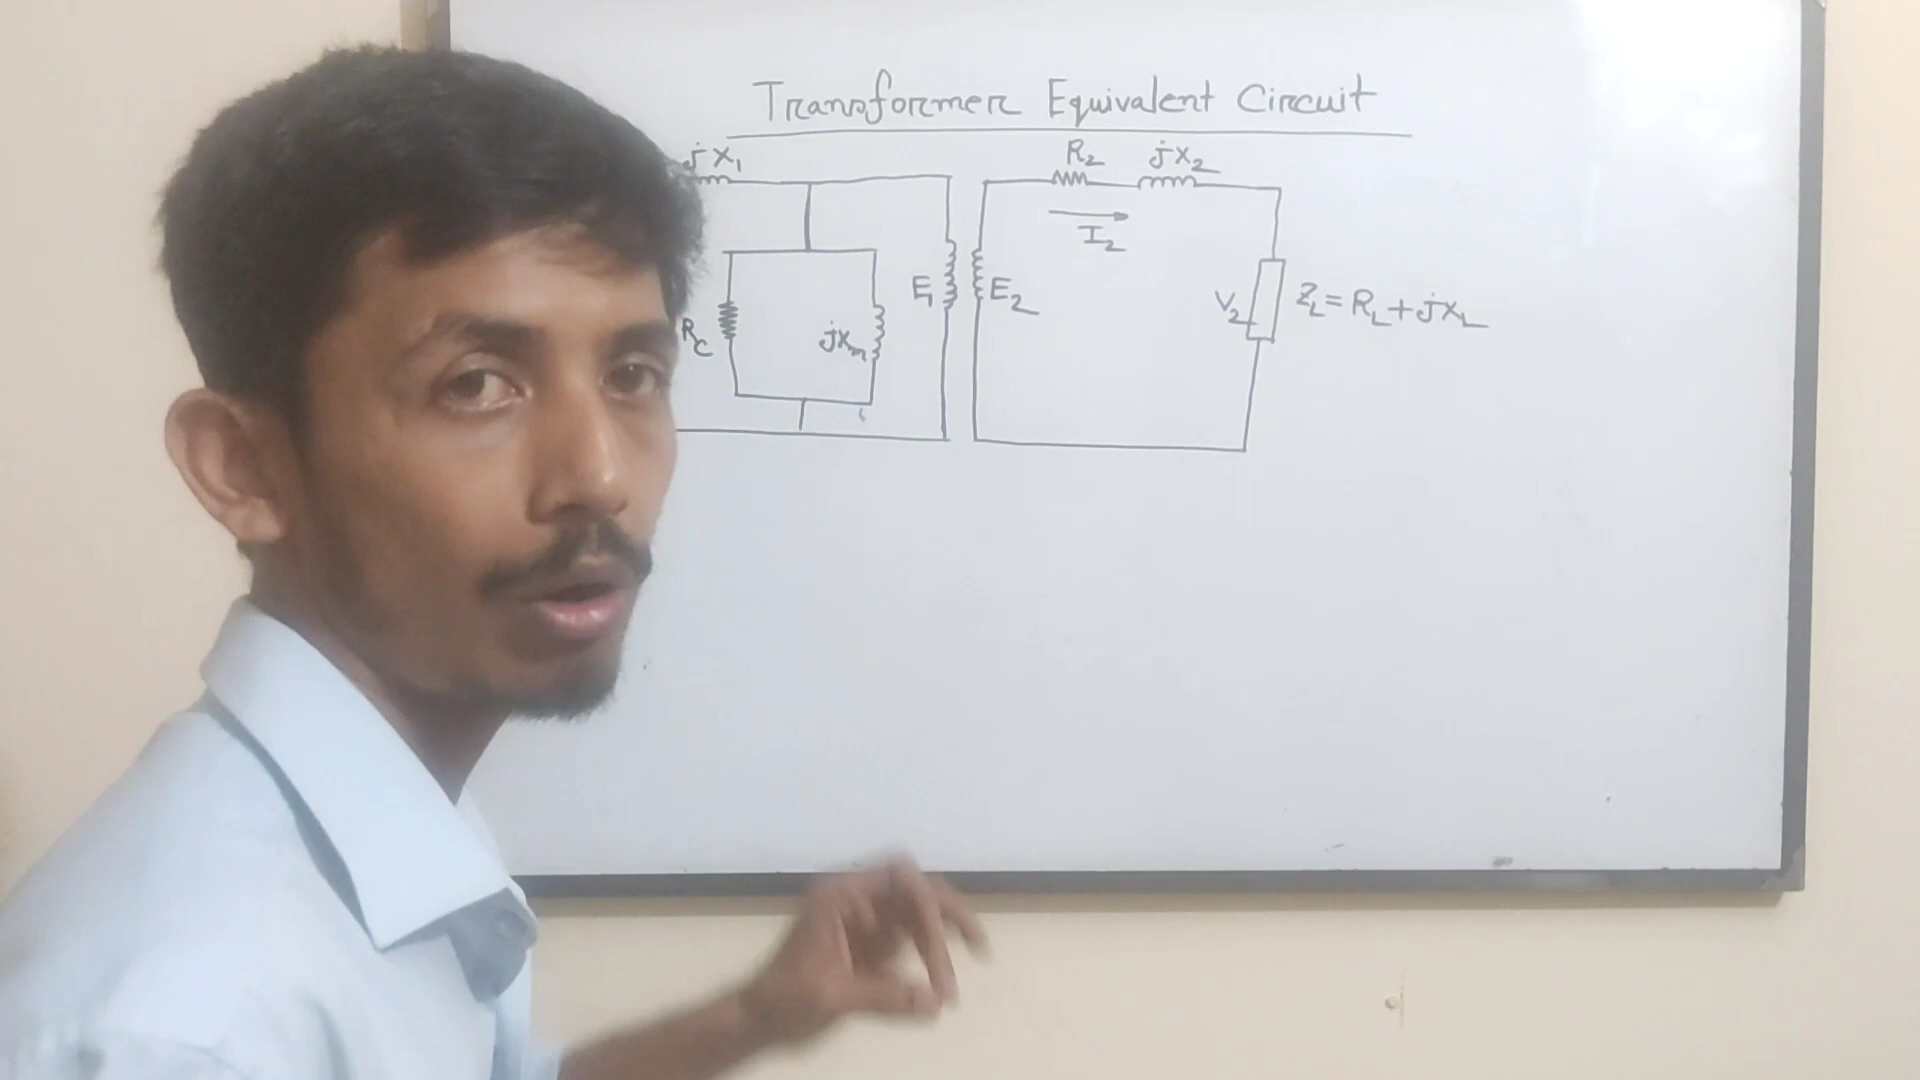 Transformer Equivalent Circuit
jX₁
R₂ jX₂
I₂
R_C
jX_m
E₁
E₂
V₂
Z_L = R_L + jX_L